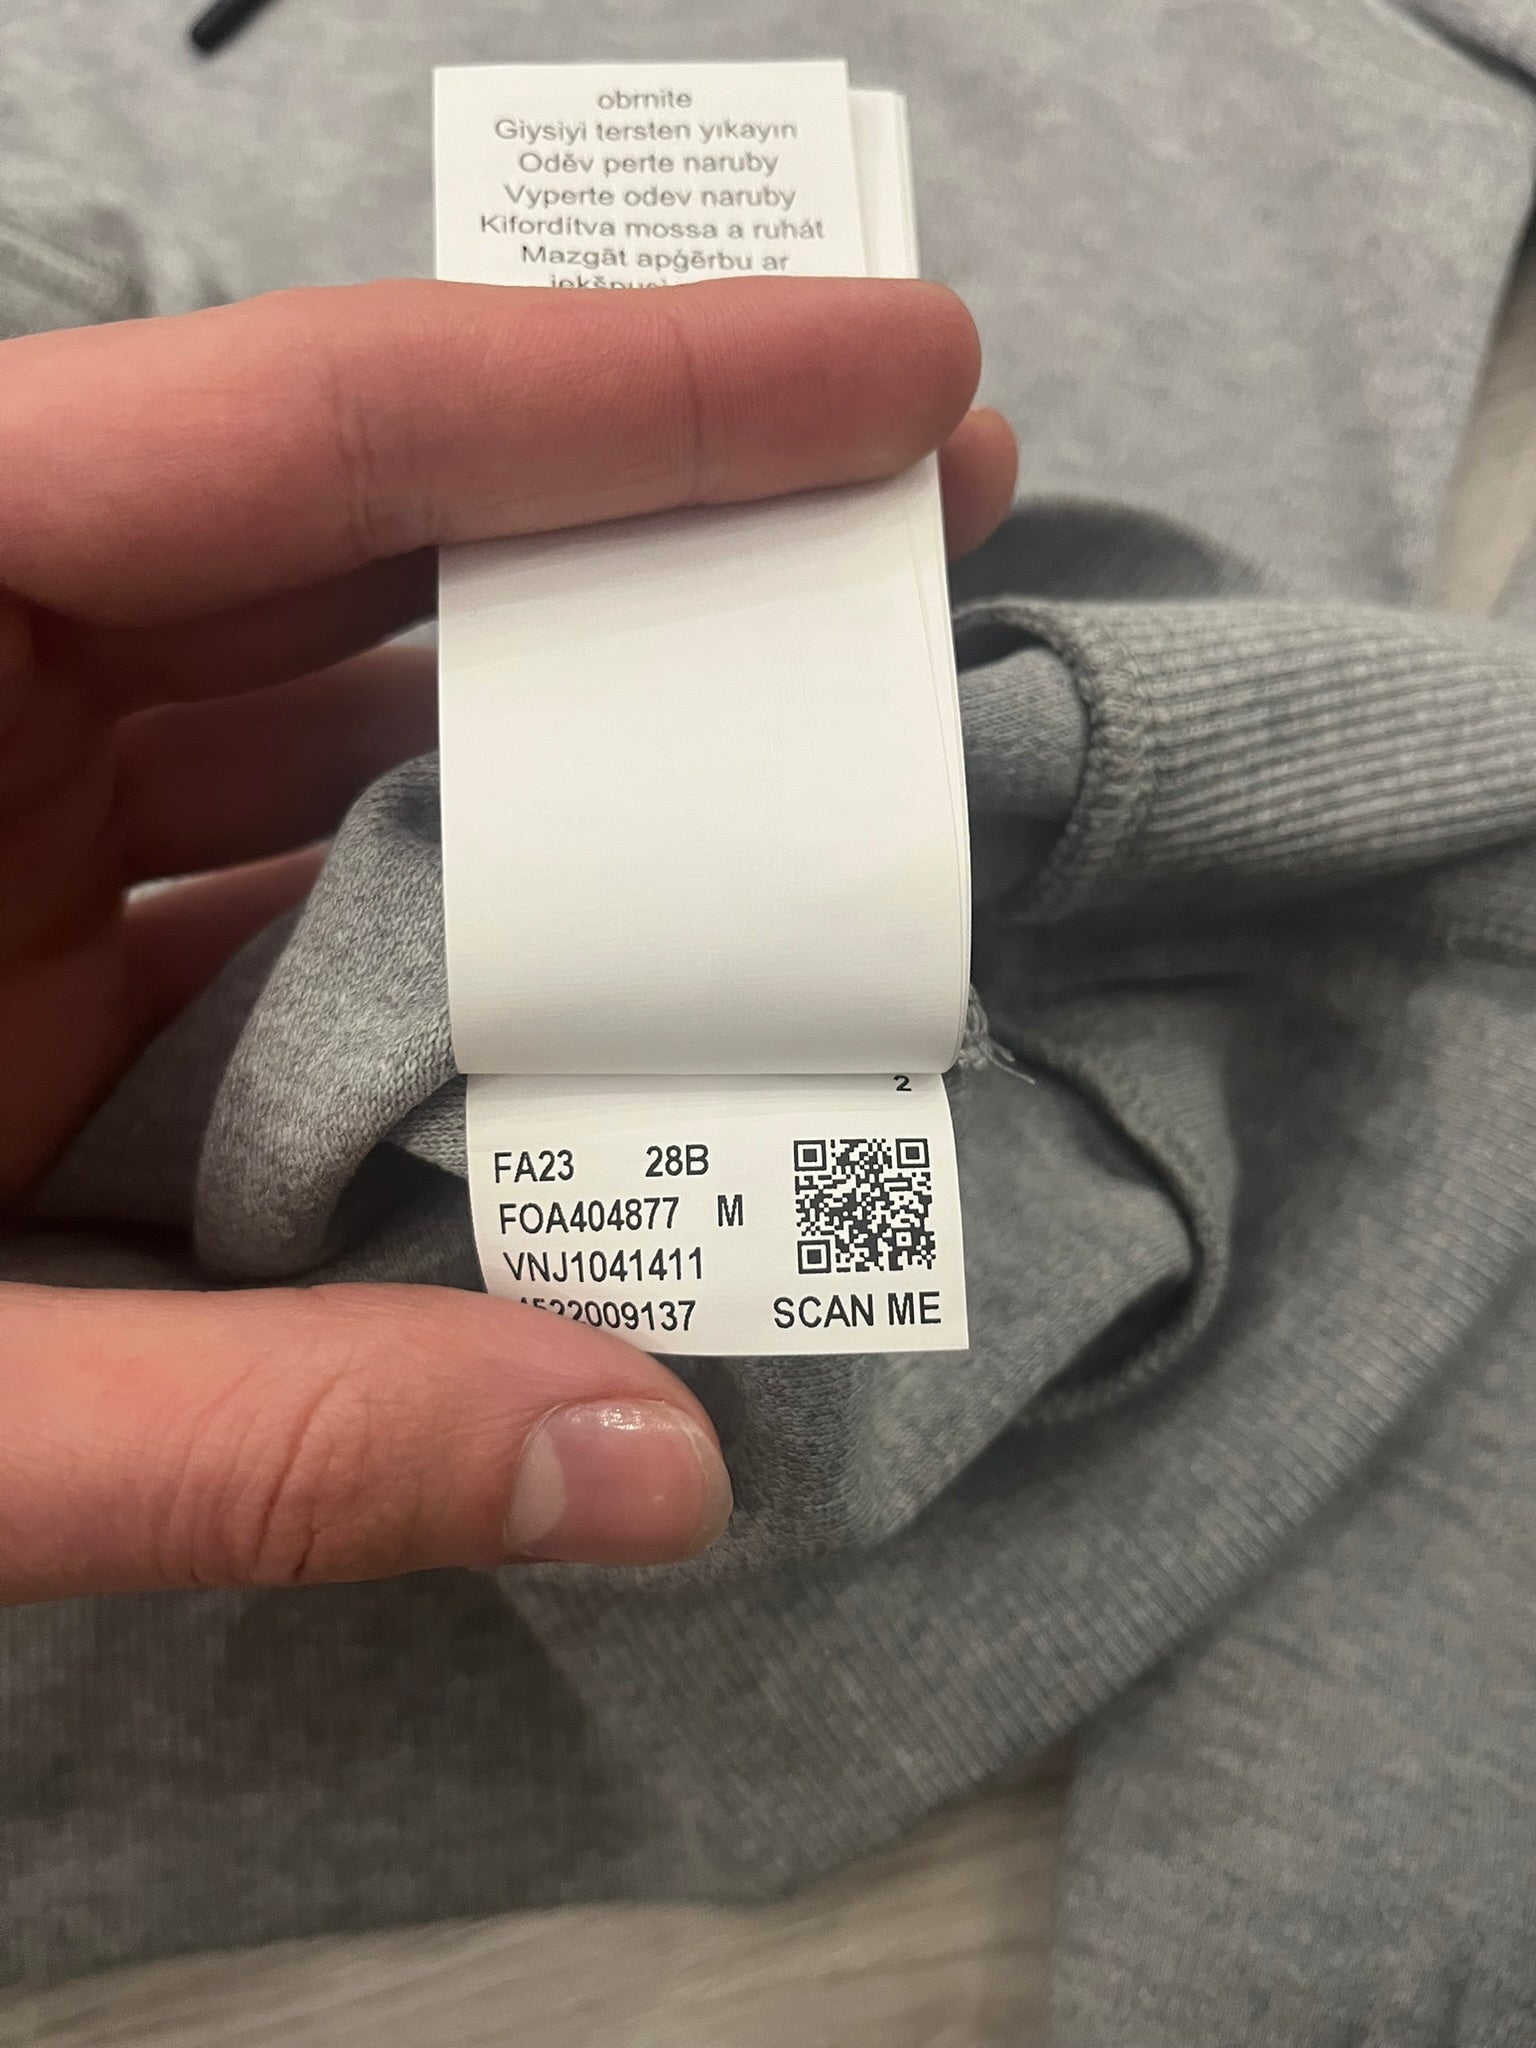 obrnite
Giysiyi tersten yıkayın
Oděv perte naruby
Vyperte odev naruby
Kifordítva mossa a ruhát
Mazgāt apģērbu ar
2
FA23 28B
FOA404877 M
VNJ1041411
SCAN ME